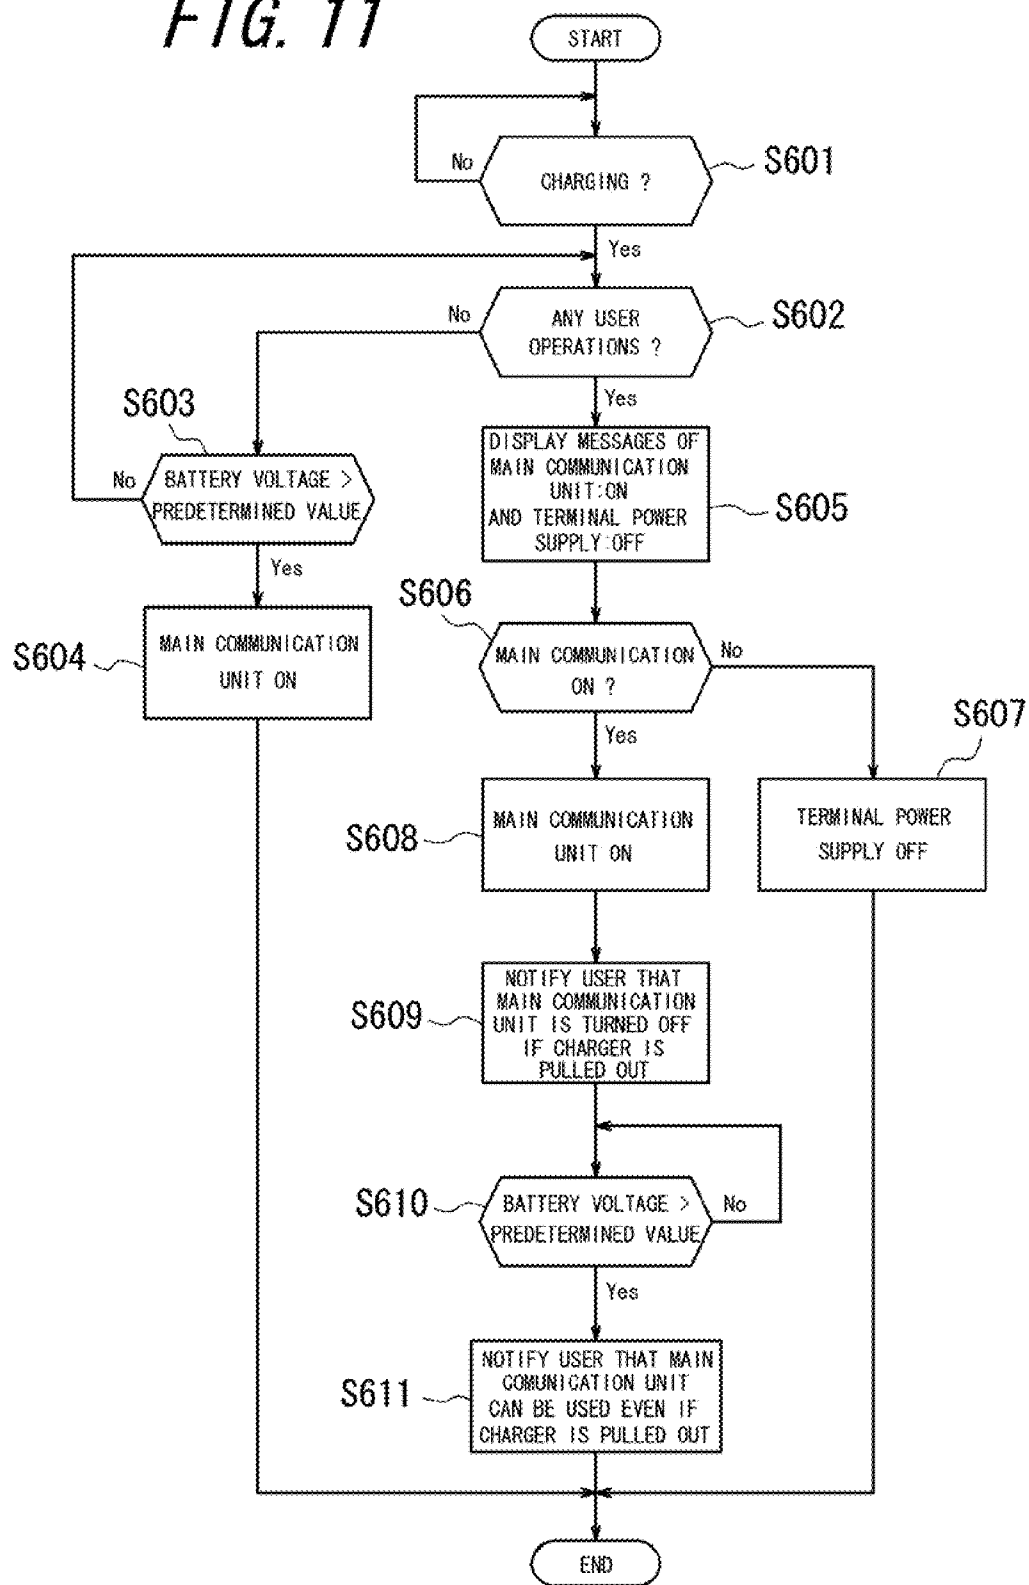 FIG. 11
START
No
CHARGING ?
S601
Yes
No
ANY USER
OPERATIONS ?
S602
Yes
S603
No
BATTERY VOLTAGE >
PREDETERMINED VALUE
DISPLAY MESSAGES OF
MAIN COMMUNICATION
UNIT:ON
AND TERMINAL POWER
SUPPLY:OFF
S605
Yes
S604
MAIN COMMUNICATION
UNIT ON
S606
MAIN COMMUNICATION
ON ?
No
Yes
S607
TERMINAL POWER
SUPPLY OFF
S608
MAIN COMMUNICATION
UNIT ON
S609
NOTIFY USER THAT
MAIN COMMUNICATION
UNIT IS TURNED OFF
IF CHARGER IS
PULLED OUT
S610
BATTERY VOLTAGE >
PREDETERMINED VALUE
No
Yes
S611
NOTIFY USER THAT MAIN
COMUNICATION UNIT
CAN BE USED EVEN IF
CHARGER IS PULLED OUT
END